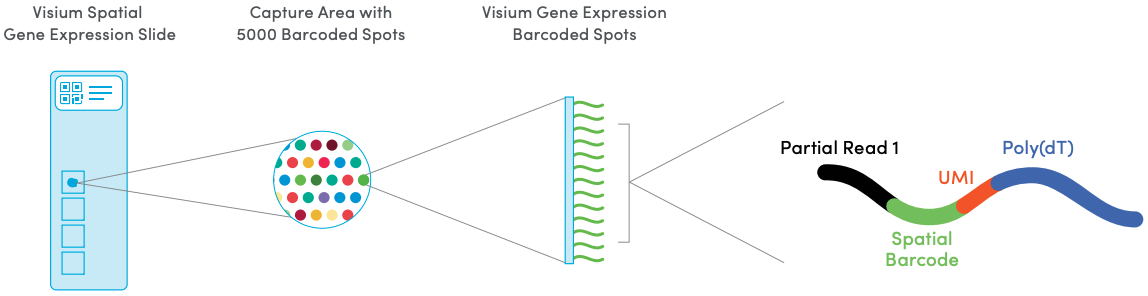 Visium Spatial
Gene Expression Slide
Capture Area with
5000 Barcoded Spots
Visium Gene Expression
Barcoded Spots
Partial Read 1
Poly(dT)
UMI
Spatial
Barcode